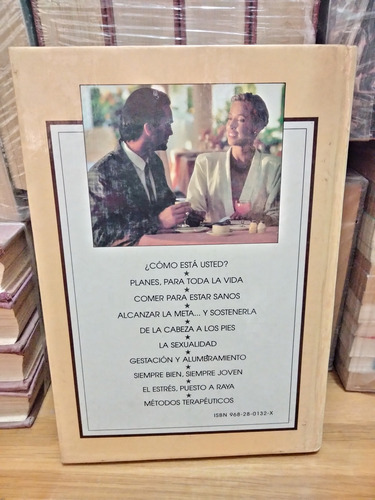 ¿CÓMO ESTÁ USTED?
★
PLANES, PARA TODA LA VIDA
★
COMER PARA ESTAR SANOS
★
ALCANZAR LA META... Y SOSTENERLA
★
DE LA CABEZA A LOS PIES
★
LA SEXUALIDAD
★
GESTACIÓN Y ALUMBRAMIENTO
★
SIEMPRE BIEN, SIEMPRE JOVEN
★
EL ESTRÉS, PUESTO A RAYA
★
MÉTODOS TERAPÉUTICOS
ISBN 968-28-0132-X